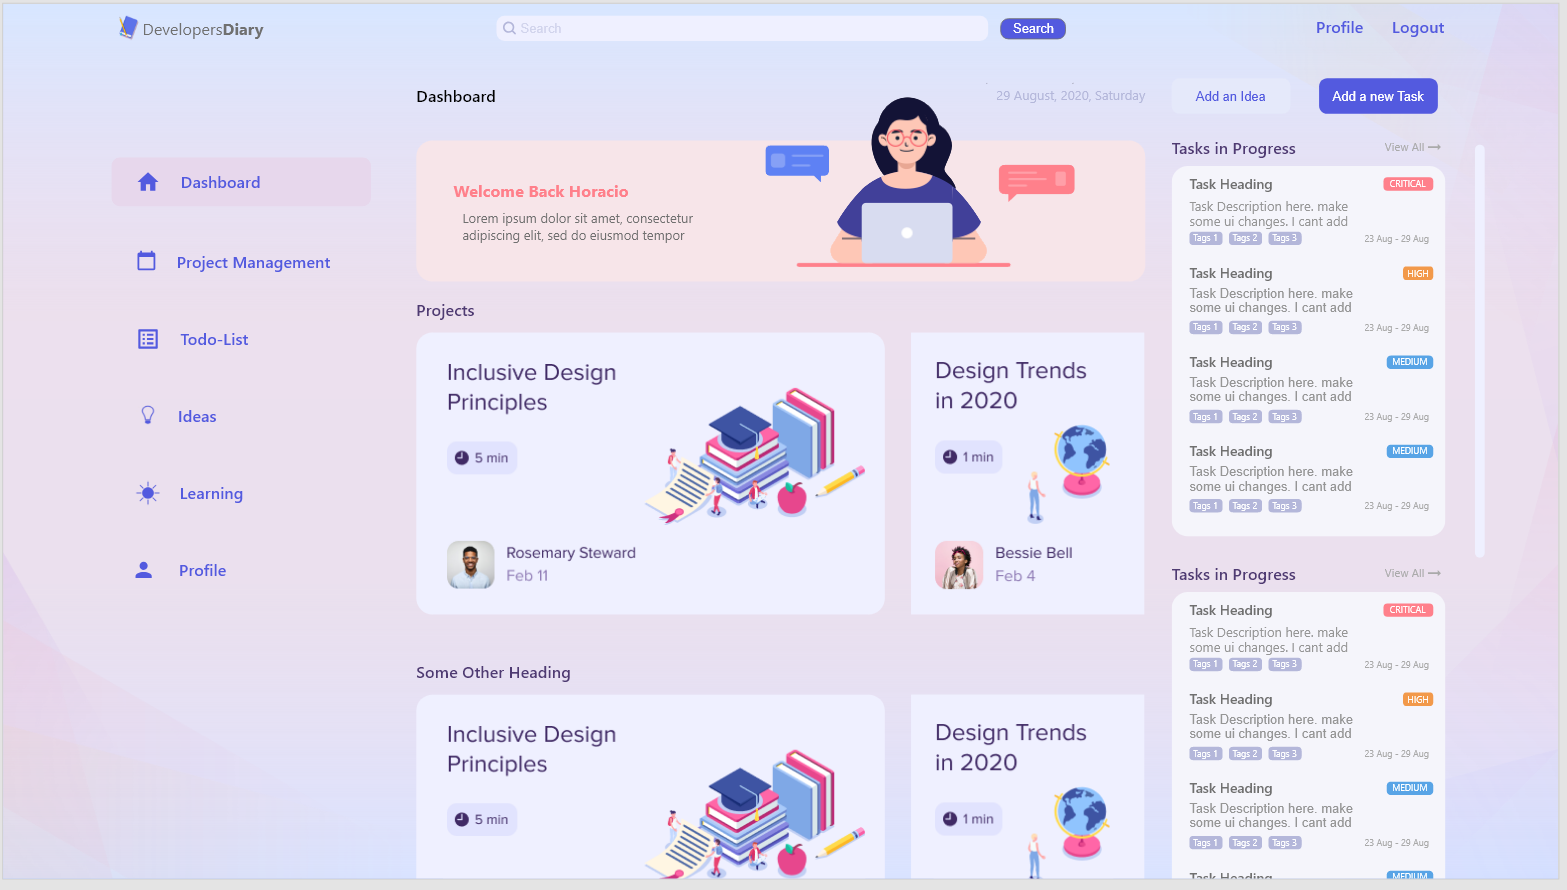 DevelopersDiary
Search
Search
Profile
Logout
Dashboard
29 August, 2020, Saturday
Add an Idea
Add a new Task
Dashboard
Project Management
Todo-List
Ideas
Learning
Profile
Welcome Back Horacio
Lorem ipsum dolor sit amet, consectetur
adipiscing elit, sed do eiusmod tempor
Projects
Inclusive Design
Principles
5 min
Rosemary Steward
Feb 11
Design Trends
in 2020
1 min
Bessie Bell
Feb 4
Some Other Heading
Inclusive Design
Principles
5 min
Design Trends
in 2020
1 min
Tasks in Progress
View All
Task Heading
CRITICAL
Task Description here. make
some ui changes. I cant add
Tags 1 Tags 2 Tags 3
23 Aug - 29 Aug
Task Heading
HIGH
Task Description here. make
some ui changes. I cant add
Tags 1 Tags 2 Tags 3
23 Aug - 29 Aug
Task Heading
MEDIUM
Task Description here. make
some ui changes. I cant add
Tags 1 Tags 2 Tags 3
23 Aug - 29 Aug
Task Heading
MEDIUM
Task Description here. make
some ui changes. I cant add
Tags 1 Tags 2 Tags 3
23 Aug - 29 Aug
Tasks in Progress
View All
Task Heading
CRITICAL
Task Description here. make
some ui changes. I cant add
Tags 1 Tags 2 Tags 3
23 Aug - 29 Aug
Task Heading
HIGH
Task Description here. make
some ui changes. I cant add
Tags 1 Tags 2 Tags 3
23 Aug - 29 Aug
Task Heading
MEDIUM
Task Description here. make
some ui changes. I cant add
Tags 1 Tags 2 Tags 3
23 Aug - 29 Aug
Task Heading
MEDIUM